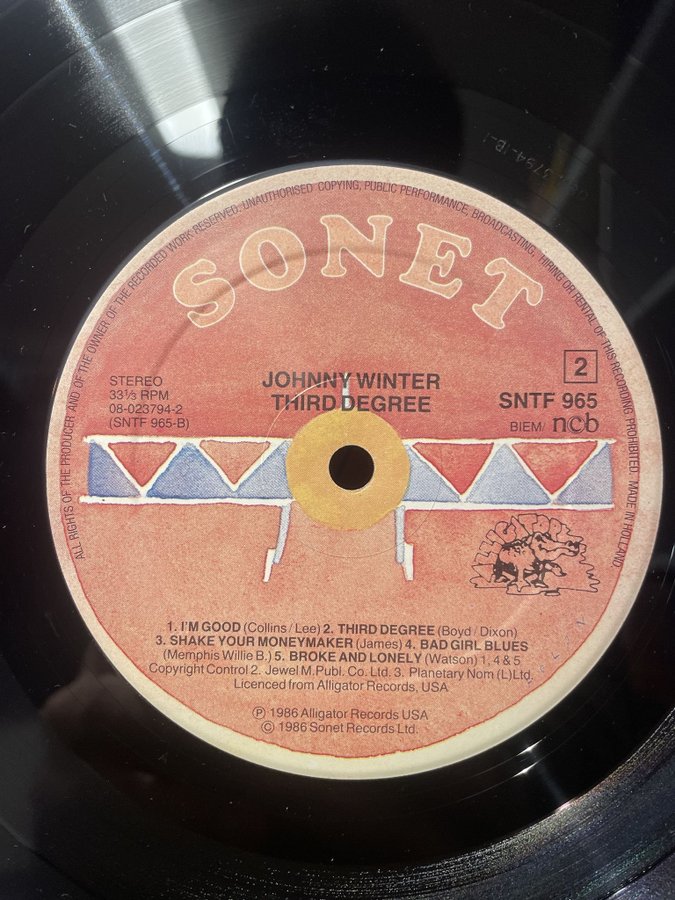 ALL RIGHTS OF THE PRODUCER AND OF THE OWNER OF THE RECORDED WORK RESERVED. UNAUTHORISED COPYING, PUBLIC PERFORMANCE, BROADCASTING, HIRING OR RENTAL OF THIS RECORDING PROHIBITED. MADE IN HOLLAND
SONET
JOHNNY WINTER
THIRD DEGREE
STEREO
33⅓ RPM
08-023794-2
(SNTF 965-B)
2
SNTF 965
BIEM/ ncb
ALLIGATOR
1. I'M GOOD (Collins/Lee) 2. THIRD DEGREE (Boyd/Dixon)
3. SHAKE YOUR MONEYMAKER (James) 4. BAD GIRL BLUES
(Memphis Willie B.) 5. BROKE AND LONELY (Watson) 1, 4 & 5
Copyright Control 2. Jewel M.Publ. Co. Ltd. 3. Planetary Nom (L)Ltd.
Licenced from Alligator Records, USA
Ⓟ 1986 Alligator Records USA
© 1986 Sonet Records Ltd.